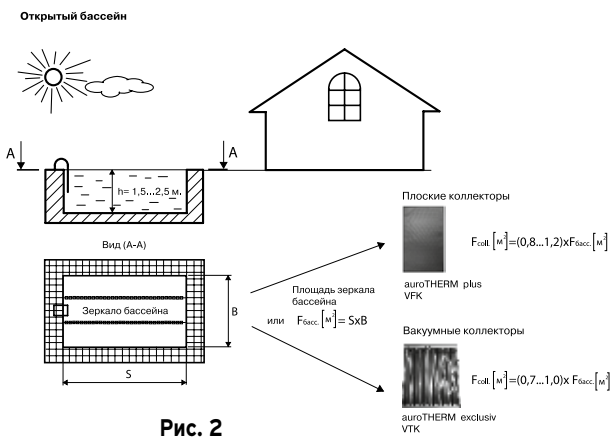 Открытый бассейн
А
А
h= 1,5...2,5 м.
Вид (А-А)
Зеркало бассейна
B
S
Площадь зеркала
бассейна
или Fбасс. [м²] = SxB
Плоские коллекторы
Fcoll. [м²]=(0,8...1,2)xFбасс. [м²]
auroTHERM plus
VFK
Вакуумные коллекторы
Fcoll. [м²]=(0,7...1,0)x Fбасс. [м²]
auroTHERM exclusiv
VTK
Рис. 2